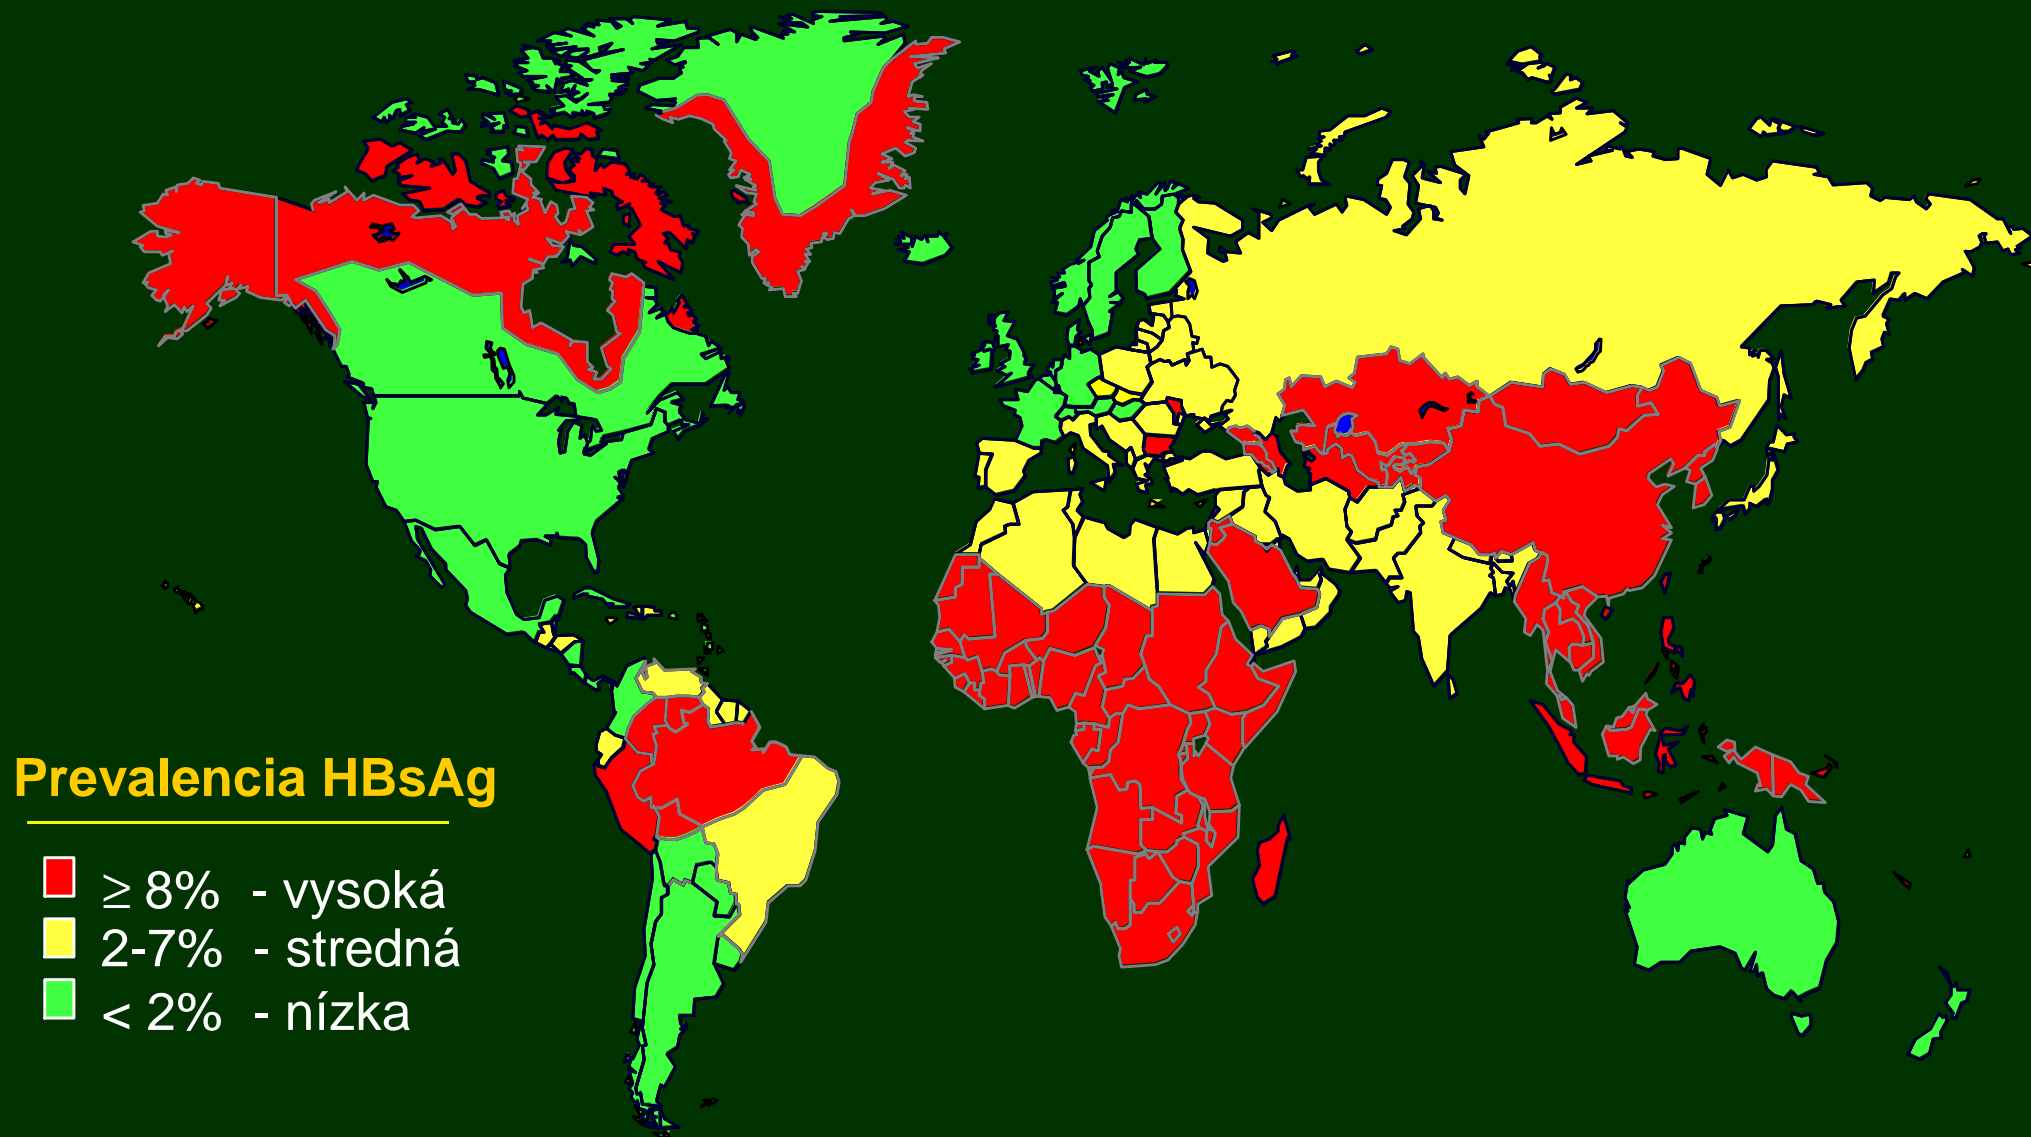 Prevalencia HBsAg
≥ 8% - vysoká
2-7% - stredná
< 2% - nízka